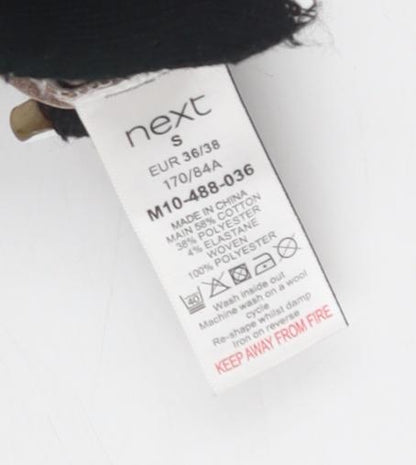 next
S
EUR 36/38
170/84A
M10-488-036
MADE IN CHINA
MAIN 58% COTTON
38% POLYESTER
4% ELASTANE
WOVEN
100% POLYESTER
40
Wash inside out
Machine wash on a wool
cycle
Re-shape whilst damp
Iron on reverse
KEEP AWAY FROM FIRE